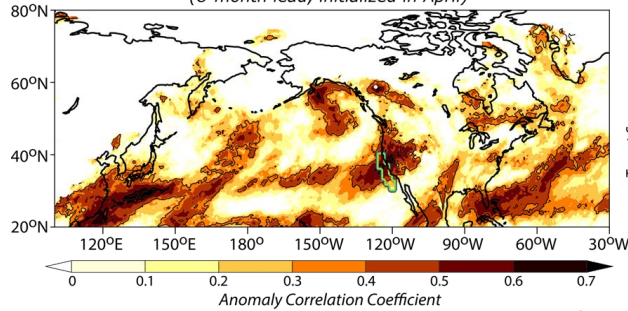 (8-month lead, initialized in April)
80°N
60°N
40°N
20°N
120°E 150°E 180° 150°W 120°W 90°W 60°W 30°W
0 0.1 0.2 0.3 0.4 0.5 0.6 0.7
Anomaly Correlation Coefficient